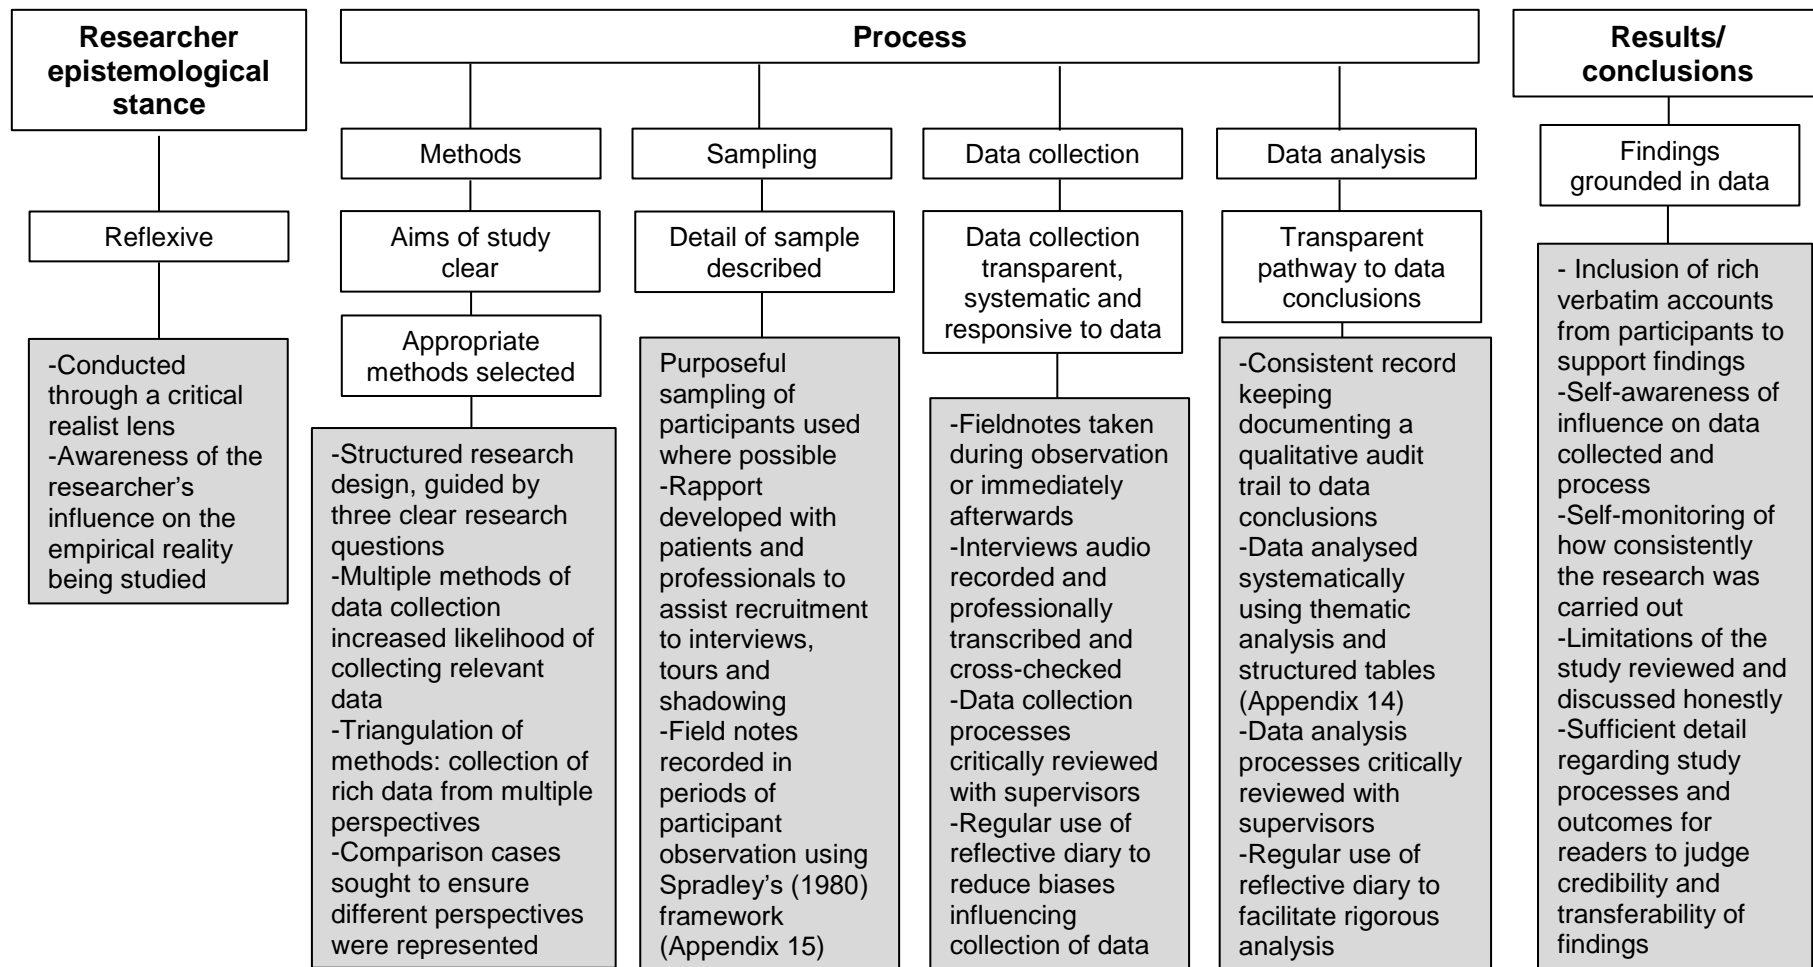 Researcher
epistemological
stance
Reflexive
-Conducted
through a critical
realist lens
-Awareness of the
researcher's
influence on the
empirical reality
being studied
Process
Methods
Aims of study
clear
Appropriate
methods selected
-Structured research
design, guided by
three clear research
questions
-Multiple methods of
data collection
increased likelihood of
collecting relevant
data
-Triangulation of
methods: collection of
rich data from multiple
perspectives
-Comparison cases
sought to ensure
different perspectives
were represented
Sampling
Detail of sample
described
Purposeful
sampling of
participants used
where possible
-Rapport
developed with
patients and
professionals to
assist recruitment
to interviews,
tours and
shadowing
-Field notes
recorded in
periods of
participant
observation using
Spradley's (1980)
framework
(Appendix 15)
Data collection
Data collection
transparent,
systematic and
responsive to data
-Fieldnotes taken
during observation
or immediately
afterwards
-Interviews audio
recorded and
professionally
transcribed and
cross-checked
-Data collection
processes
critically reviewed
with supervisors
-Regular use of
reflective diary to
reduce biases
influencing
collection of data
Data analysis
Transparent
pathway to data
conclusions
-Consistent record
keeping
documenting a
qualitative audit
trail to data
conclusions
-Data analysed
systematically
using thematic
analysis and
structured tables
(Appendix 14)
-Data analysis
processes critically
reviewed with
supervisors
-Regular use of
reflective diary to
facilitate rigorous
analysis
Results/
conclusions
Findings
grounded in data
- Inclusion of rich
verbatim accounts
from participants to
support findings
-Self-awareness of
influence on data
collected and
process
-Self-monitoring of
how consistently
the research was
carried out
-Limitations of the
study reviewed and
discussed honestly
-Sufficient detail
regarding study
processes and
outcomes for
readers to judge
credibility and
transferability of
findings